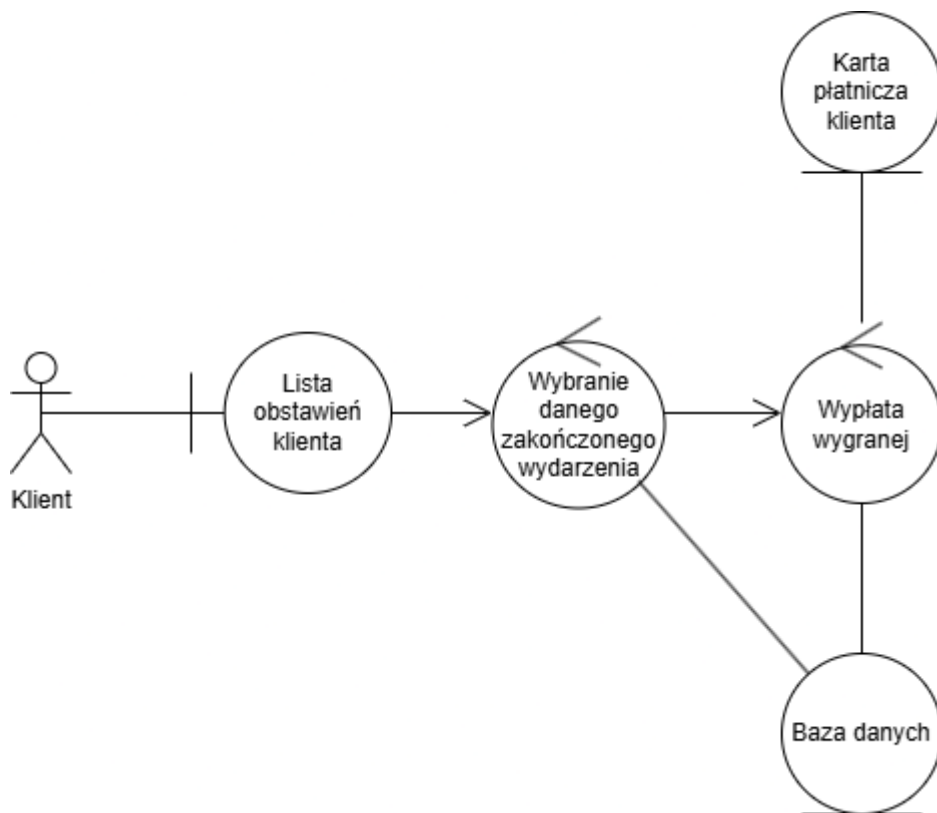 Karta
płatnicza
klienta
Lista
obstawień
klienta
Wybranie
danego
zakończonego
wydarzenia
Wypłata
wygranej
Klient
Baza danych